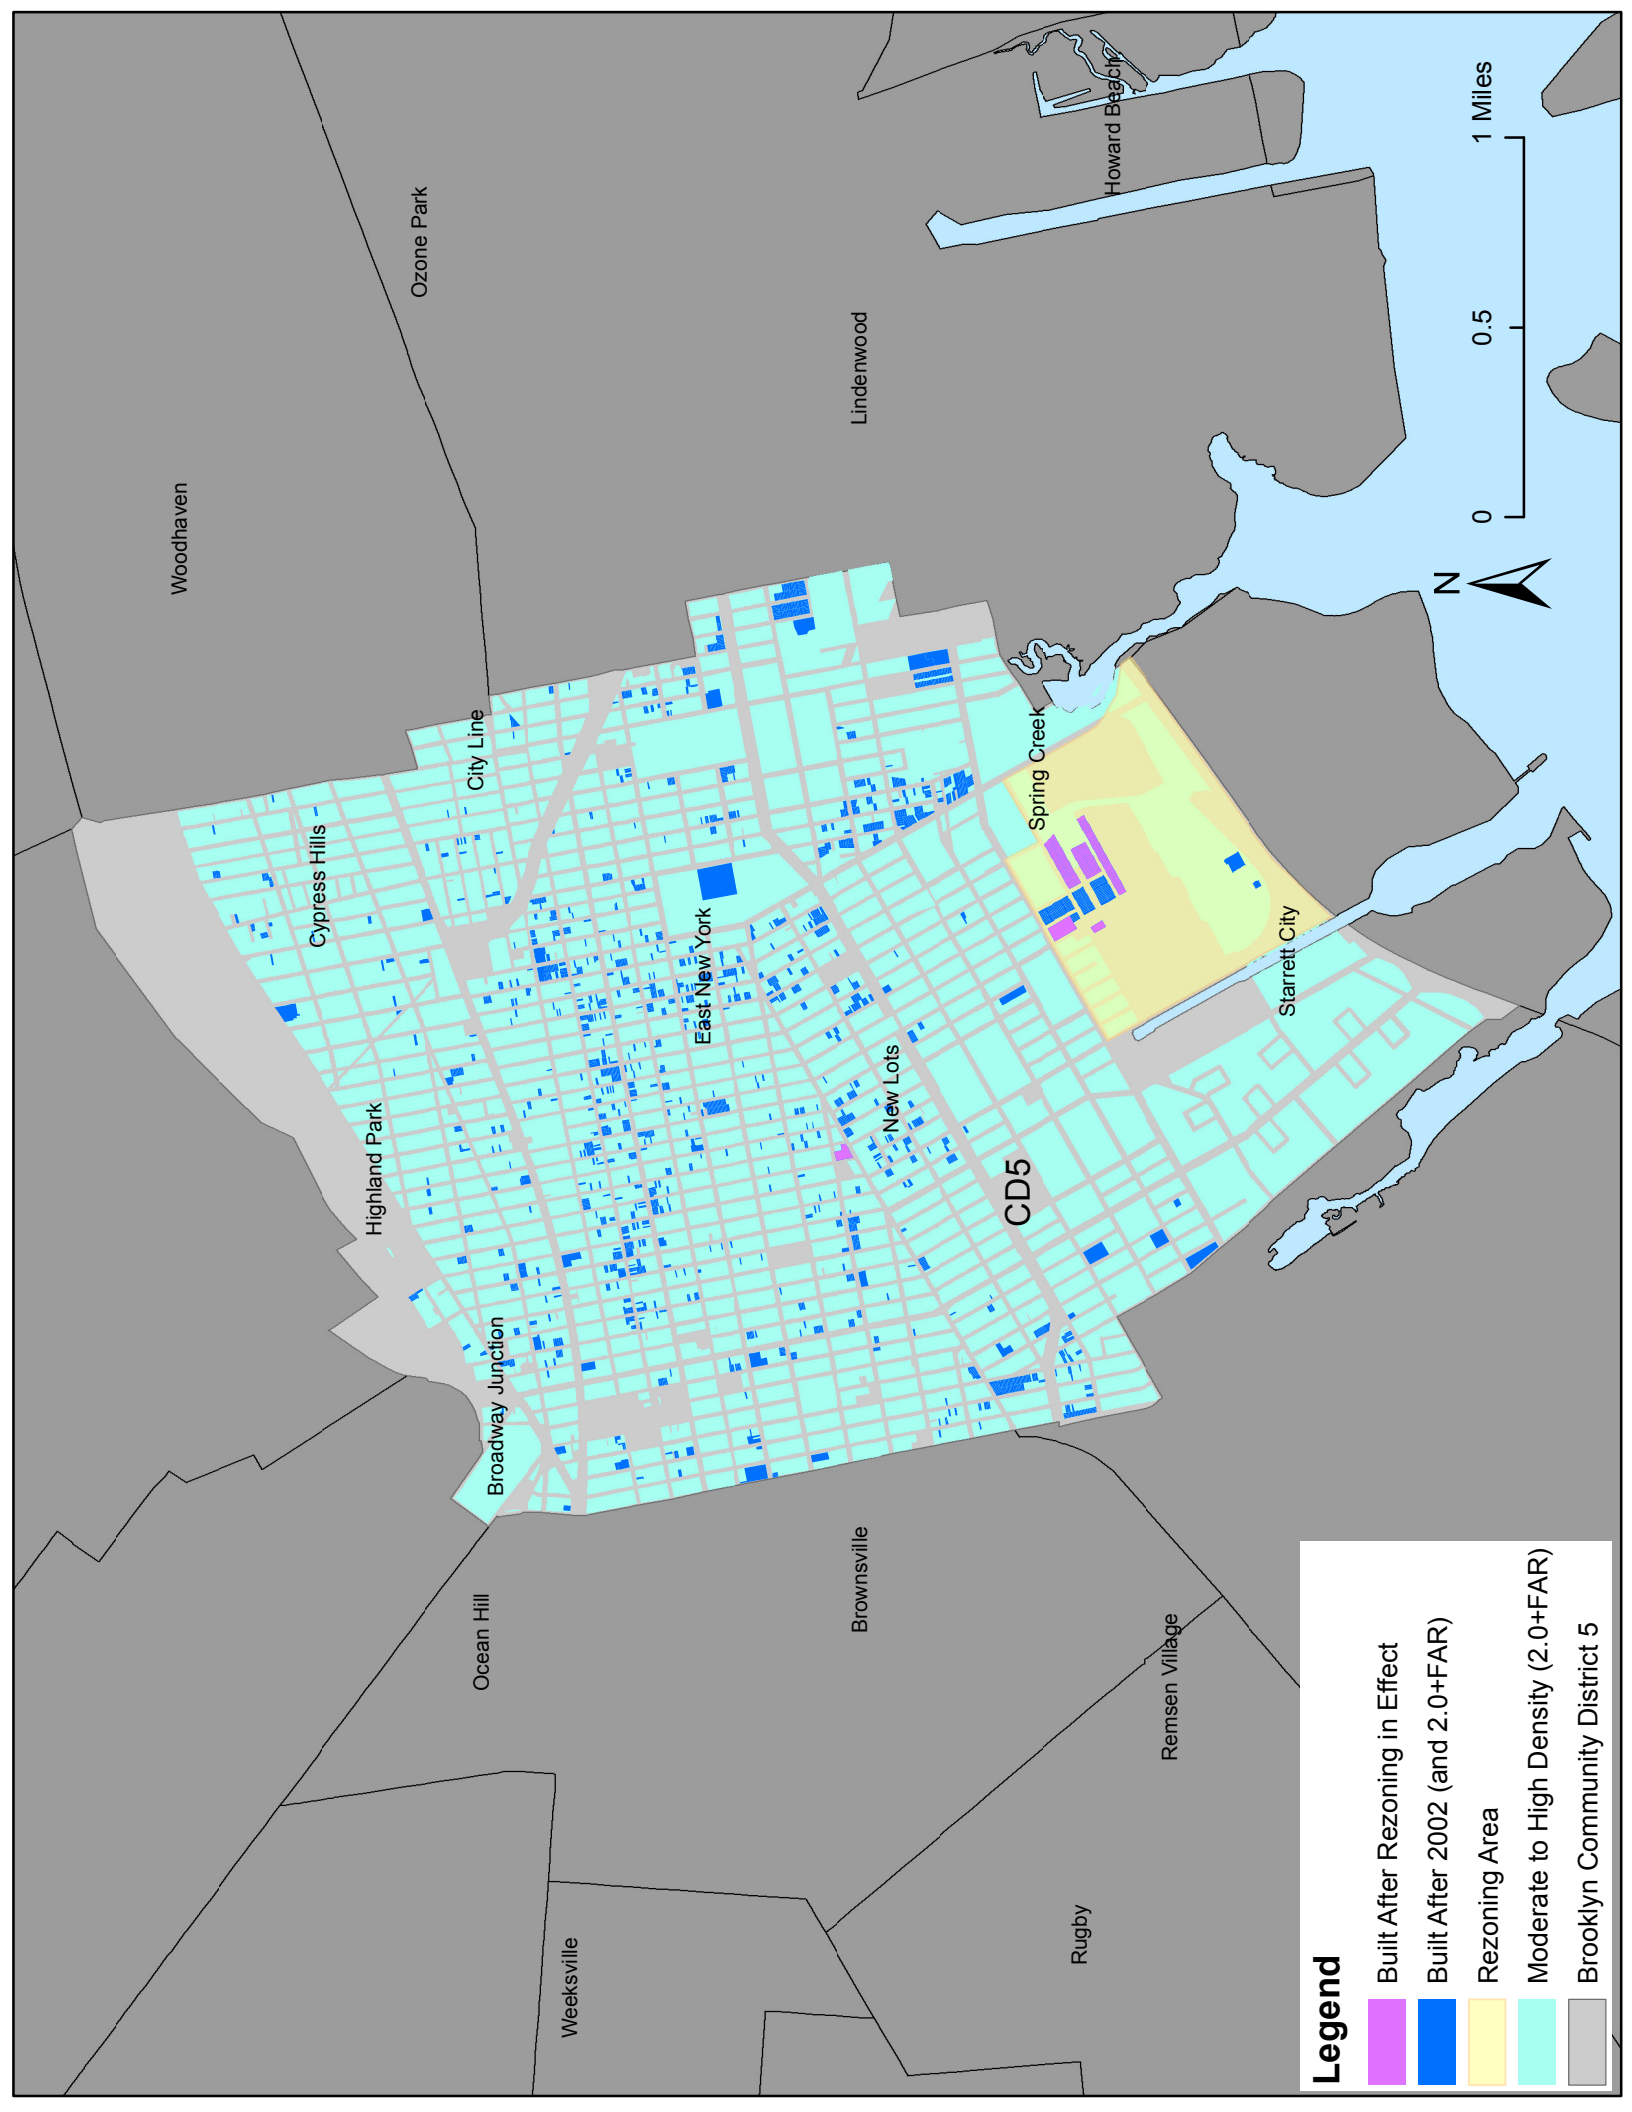 Woodhaven
Ozone Park
Cypress Hills
City Line
Highland Park
Howard Beach
Lindenwood
Broadway Junction
East New York
Ocean Hill
New Lots
Spring Creek
CD5
Brownsville
Starrett City
Weeksville
Remsen Village
Rugby
N
0 0.5 1 Miles
Legend
Built After Rezoning in Effect
Built After 2002 (and 2.0+FAR)
Rezoning Area
Moderate to High Density (2.0+FAR)
Brooklyn Community District 5